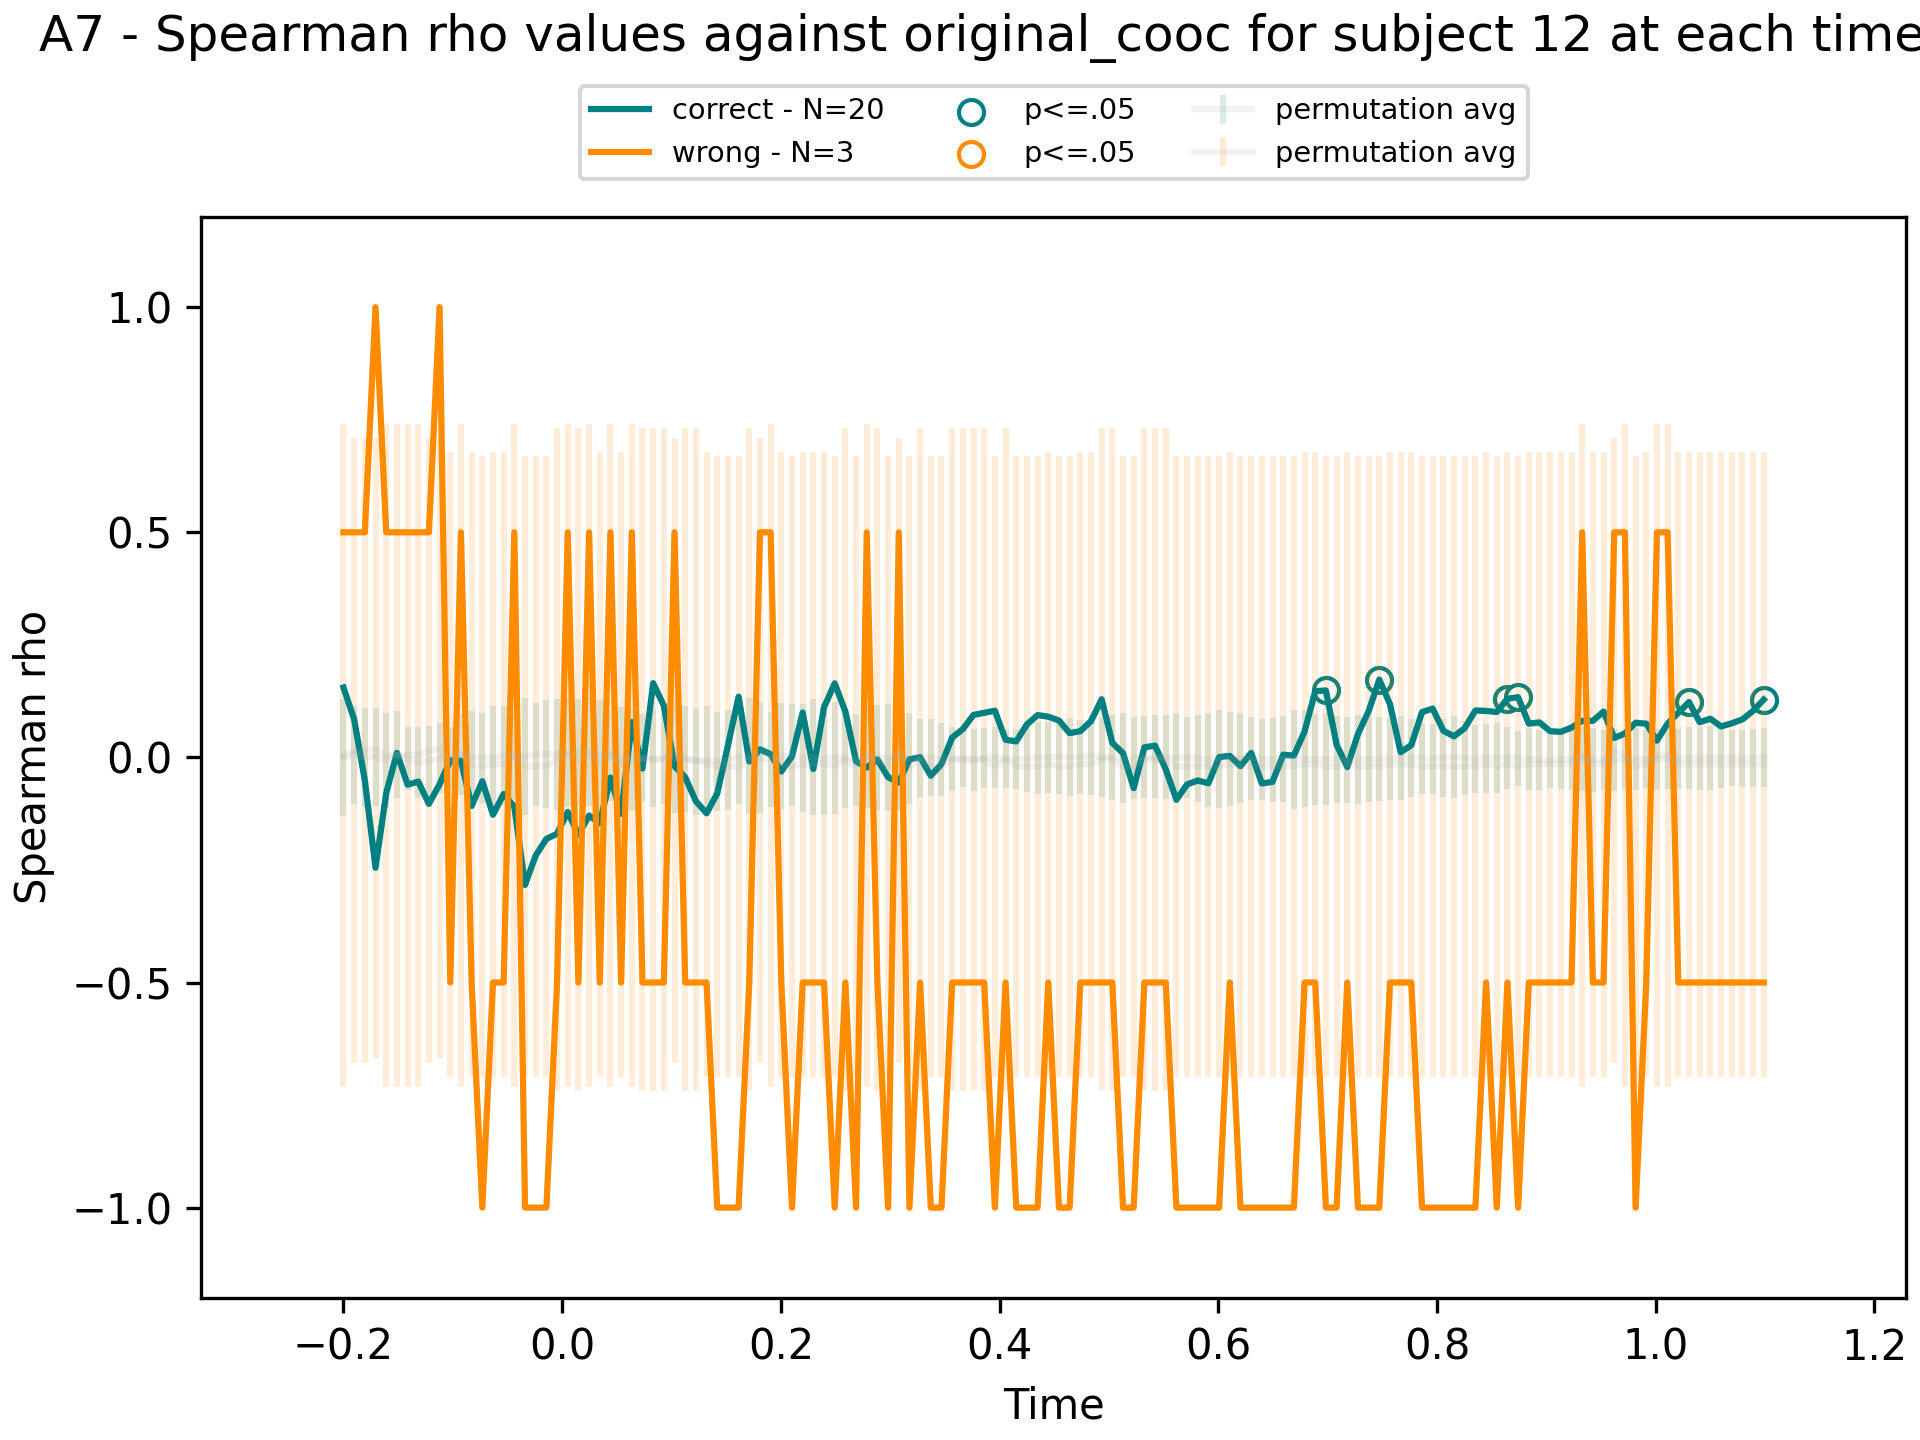 A7 - Spearman rho values against original_cooc for subject 12 at each time
correct - N=20 p<=.05 permutation avg
wrong - N=3 p<=.05 permutation avg
1.0
0.5
0.0
−0.5
−1.0
Spearman rho
−0.2 0.0 0.2 0.4 0.6 0.8 1.0 1.2
Time